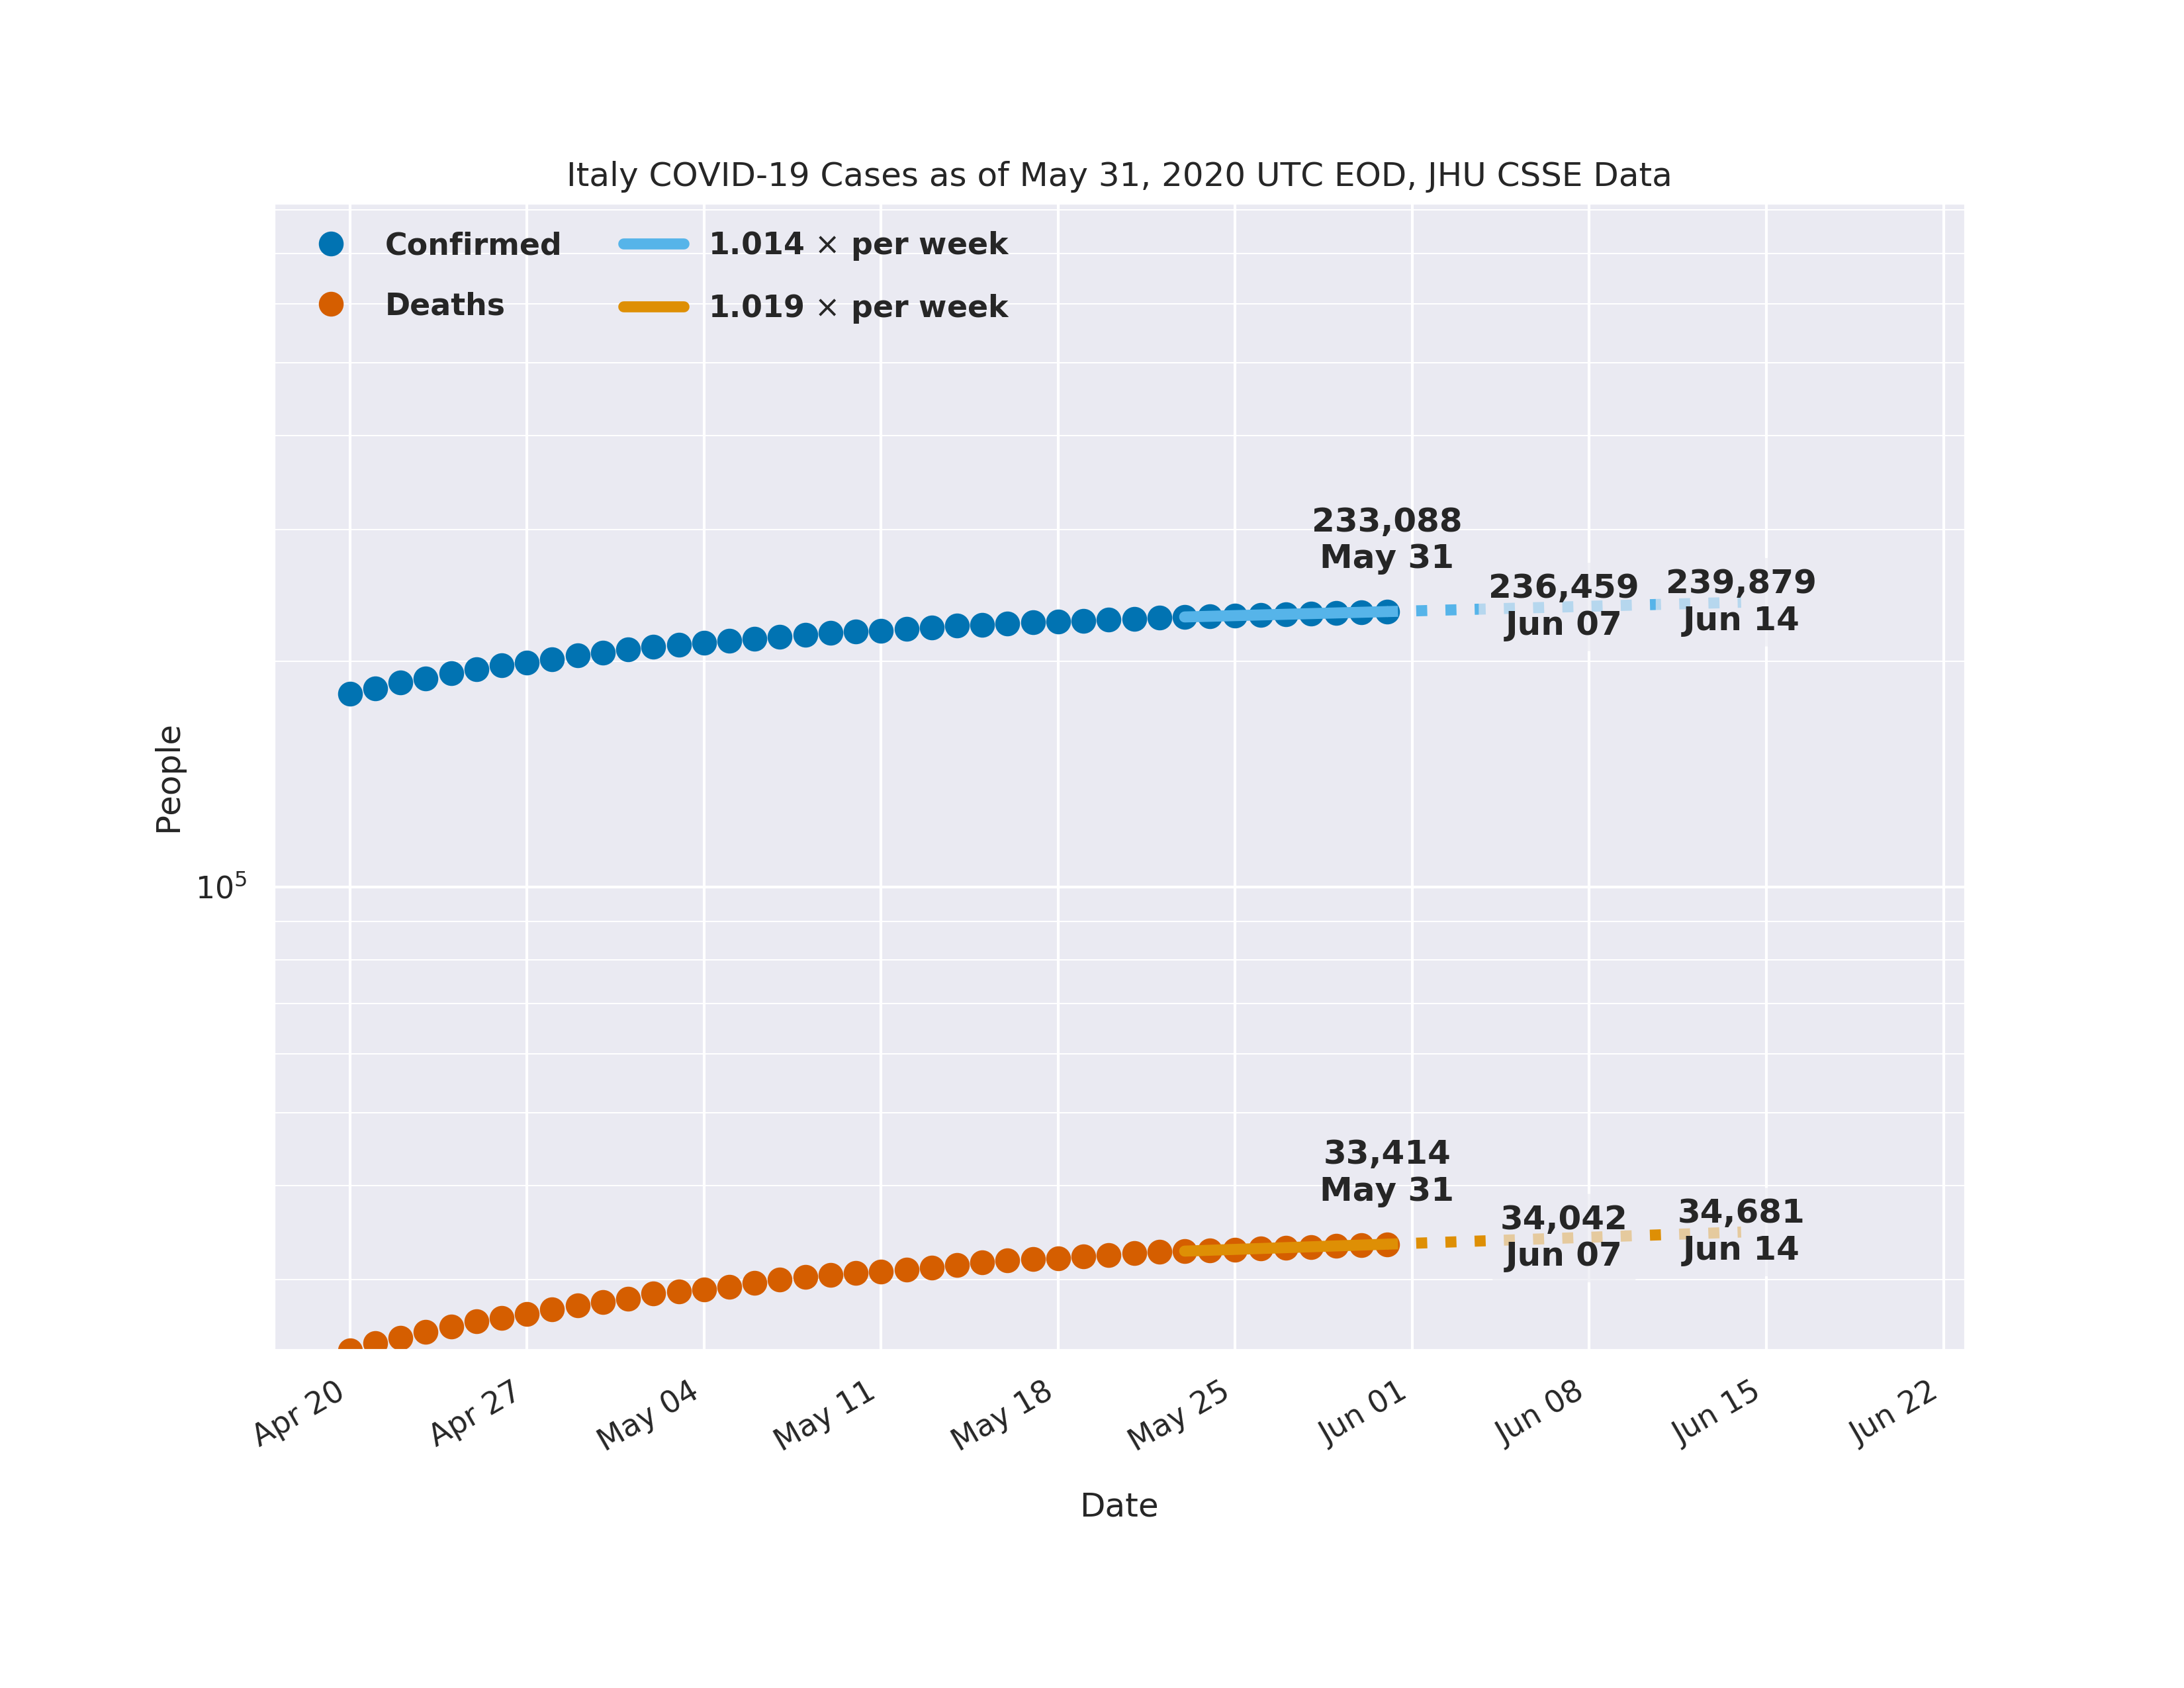 Italy COVID-19 Cases as of May 31, 2020 UTC EOD, JHU CSSE Data
Confirmed
Deaths
1.014 × per week
1.019 × per week
233,088
May 31
236,459
Jun 07
239,879
Jun 14
People
10⁵
33,414
May 31
34,042
Jun 07
34,681
Jun 14
Apr 20
Apr 27
May 04
May 11
May 18
May 25
Jun 01
Jun 08
Jun 15
Jun 22
Date